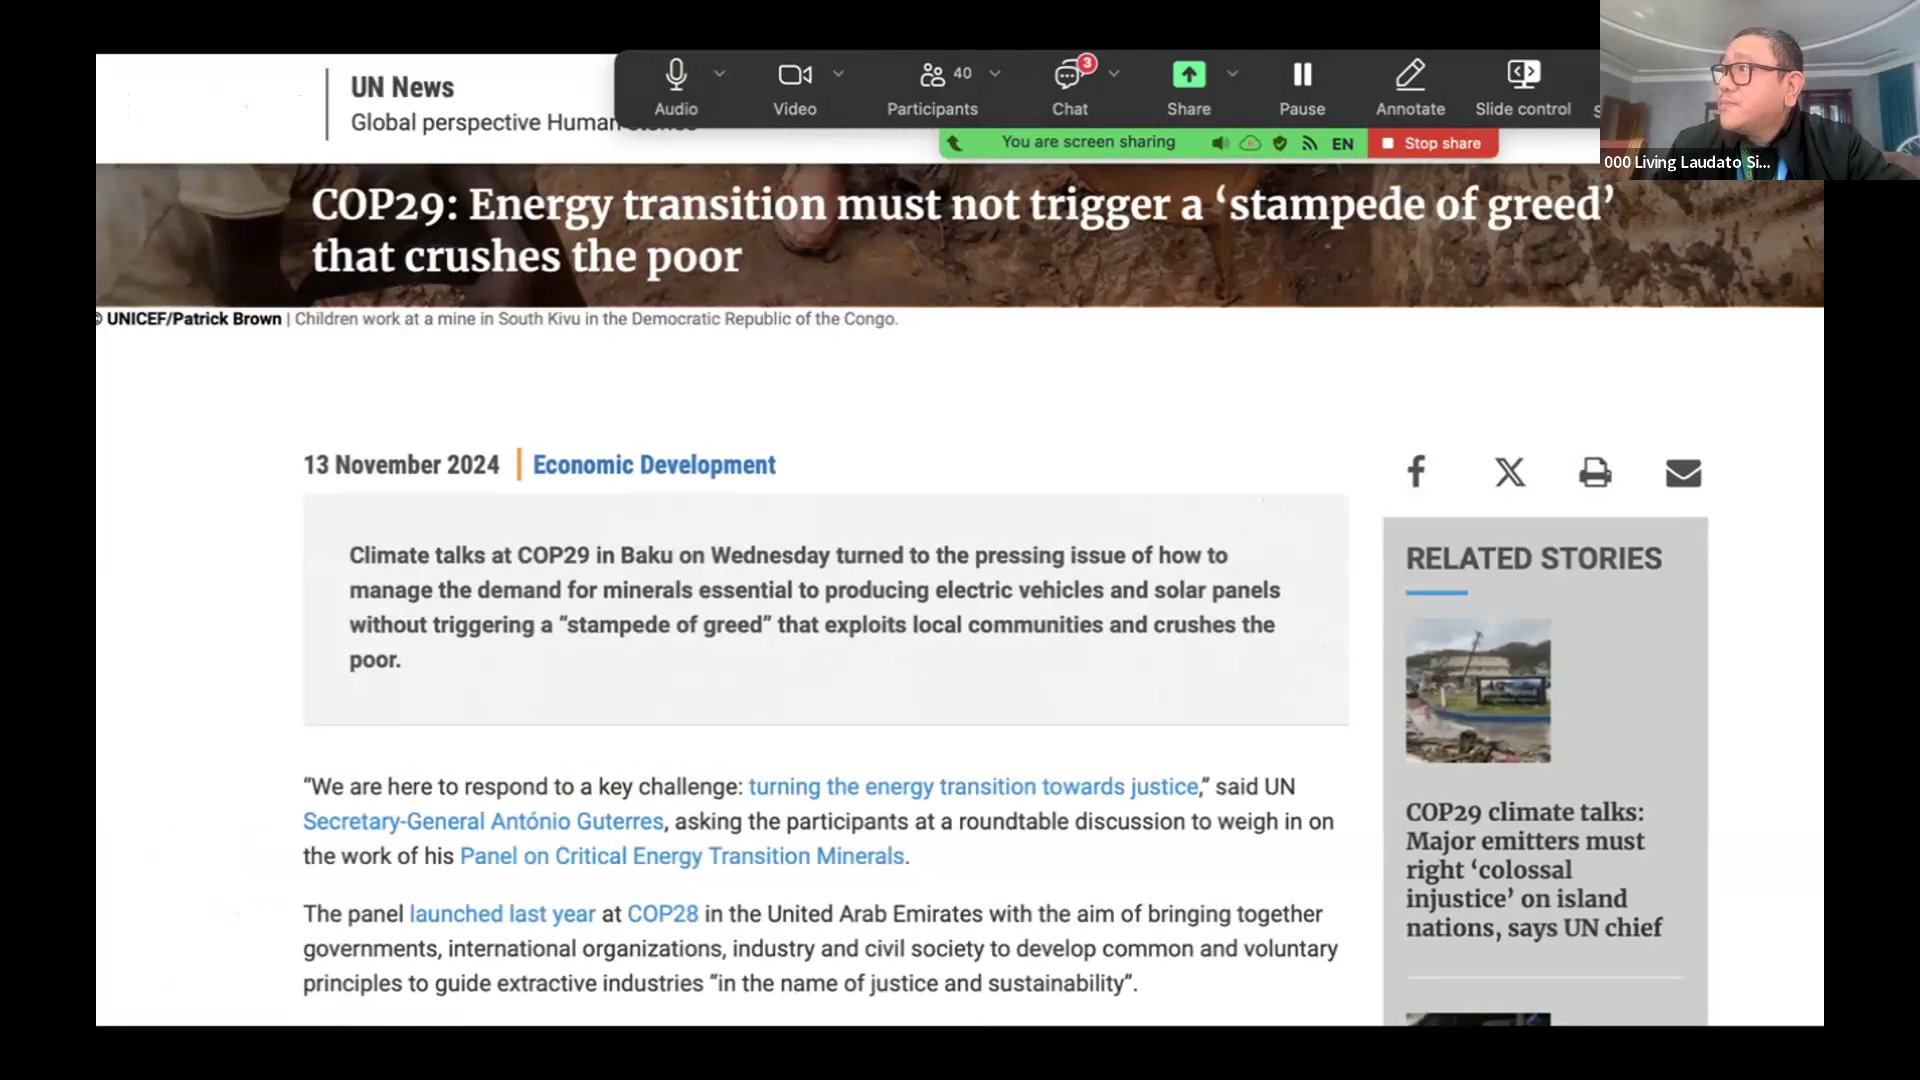 UN News
Global perspective Human
Audio
Video
40
Participants
3
Chat
Share
Pause
Annotate
Slide control
You are screen sharing
EN
Stop share
000 Living Laudato Si...
COP29: Energy transition must not trigger a ‘stampede of greed’
that crushes the poor
© UNICEF/Patrick Brown | Children work at a mine in South Kivu in the Democratic Republic of the Congo.
13 November 2024 | Economic Development
Climate talks at COP29 in Baku on Wednesday turned to the pressing issue of how to
manage the demand for minerals essential to producing electric vehicles and solar panels
without triggering a “stampede of greed” that exploits local communities and crushes the
poor.
“We are here to respond to a key challenge: turning the energy transition towards justice,” said UN
Secretary-General António Guterres, asking the participants at a roundtable discussion to weigh in on
the work of his Panel on Critical Energy Transition Minerals.
The panel launched last year at COP28 in the United Arab Emirates with the aim of bringing together
governments, international organizations, industry and civil society to develop common and voluntary
principles to guide extractive industries “in the name of justice and sustainability”.
RELATED STORIES
COP29 climate talks:
Major emitters must
right ‘colossal
injustice’ on island
nations, says UN chief